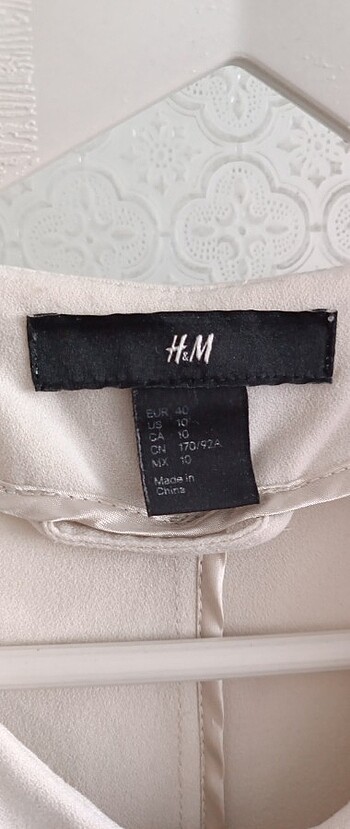 H&M
EUR 40
US 10
CA 10
CN 170/92A
MX 10
Made in
China